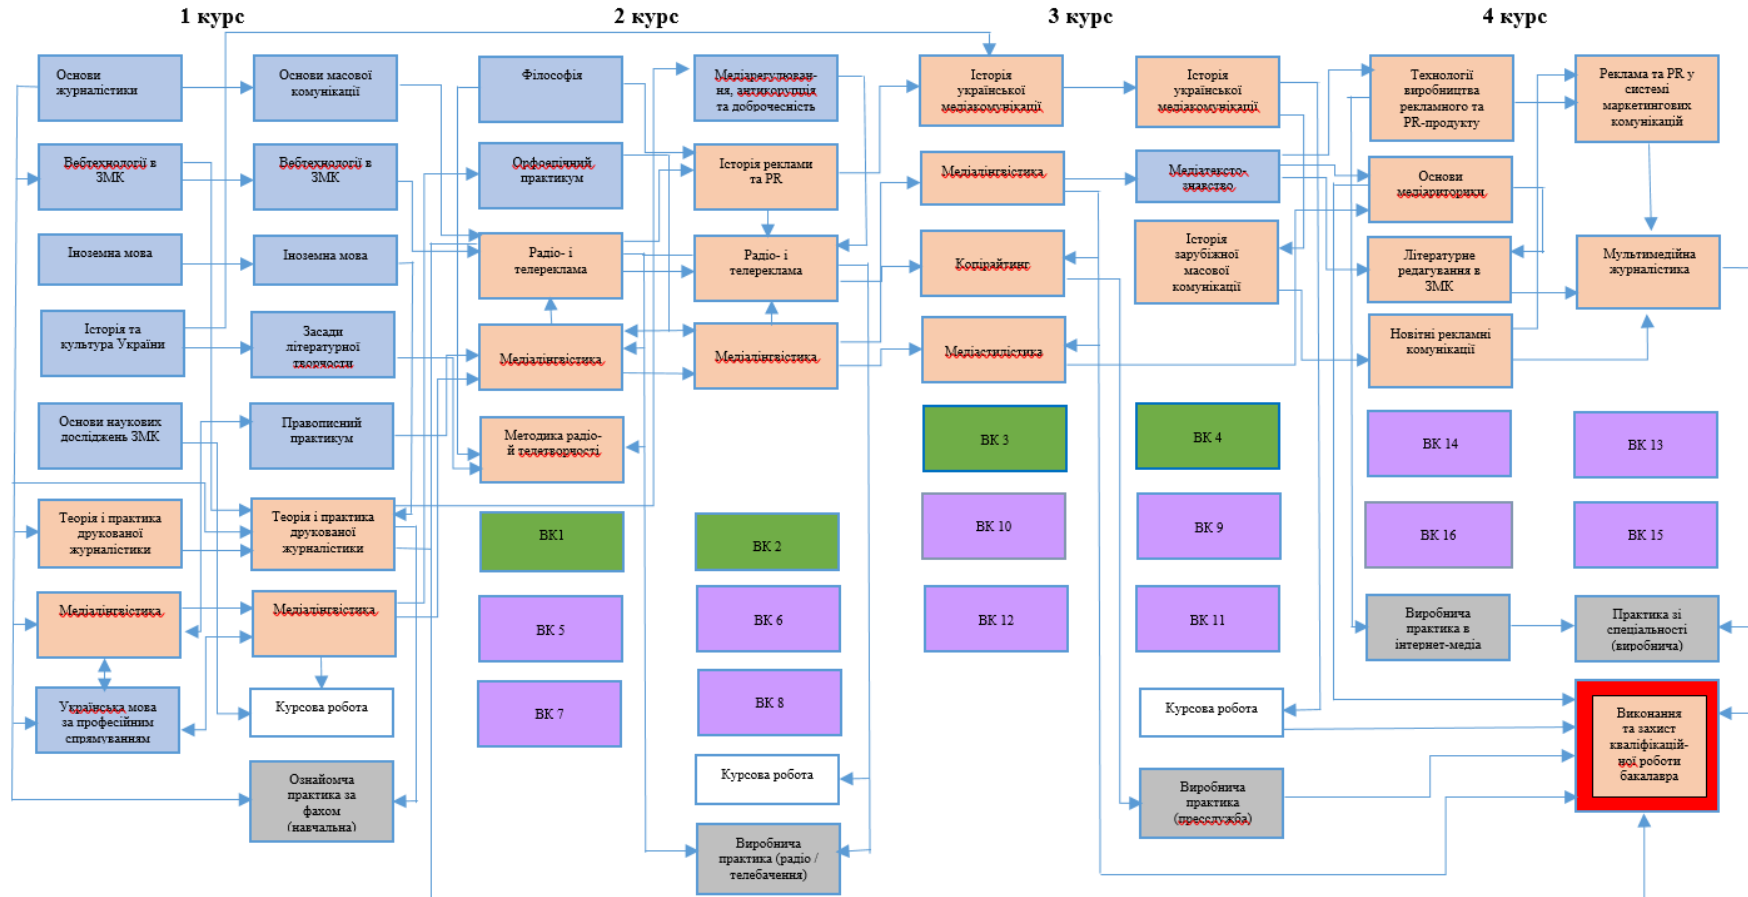 1 курс
2 курс
3 курс
4 курс
Основи
журналістики
Вебтехнології в
ЗМК
Іноземна мова
Історія та
культура України
Основи наукових
досліджень ЗМК
Теорія і практика
друкованої
журналістики
Медіалінгвістика
Українська мова
за професійним
спрямуванням
Основи масової
комунікації
Вебтехнології в
ЗМК
Іноземна мова
Засади
літературної
творчости
Правописний
практикум
Теорія і практика
друкованої
журналістики
Медіалінгвістика
Курсова робота
Ознайомча
практика за
фахом
(навчальна)
Філософія
Орфоепічний
практикум
Радіо- і
телереклама
Медіалінгвістика
Методика радіо-
й телетворчості
ВК1
ВК 5
ВК 7
Медіарегулюван-
ня, антикорупція
та доброчесність
Історія реклами
та PR
Радіо- і
телереклама
Медіалінгвістика
ВК 2
ВК 6
ВК 8
Курсова робота
Виробнича
практика (радіо /
телебачення)
Історія
української
медіакомунікації
Медіалінгвістика
Копірайтинг
Медіастилістика
ВК 3
ВК 10
ВК 12
Історія
української
медіакомунікації
Медіатексто-
знавство
Історія
зарубіжної
масової
комунікації
ВК 4
ВК 9
ВК 11
Курсова робота
Виробнича
практика
(пресслужба)
Технології
виробництва
рекламного та
PR-продукту
Основи
медіариторики
Літературне
редагування в
ЗМК
Новітні рекламні
комунікації
ВК 14
ВК 16
Виробнича
практика в
інтернет-медіа
Реклама та PR у
системі
маркетингових
комунікацій
Мультимедійна
журналістика
ВК 13
ВК 15
Практика зі
спеціальності
(виробнича)
Виконання
та захист
кваліфікацій-
ної роботи
бакалавра